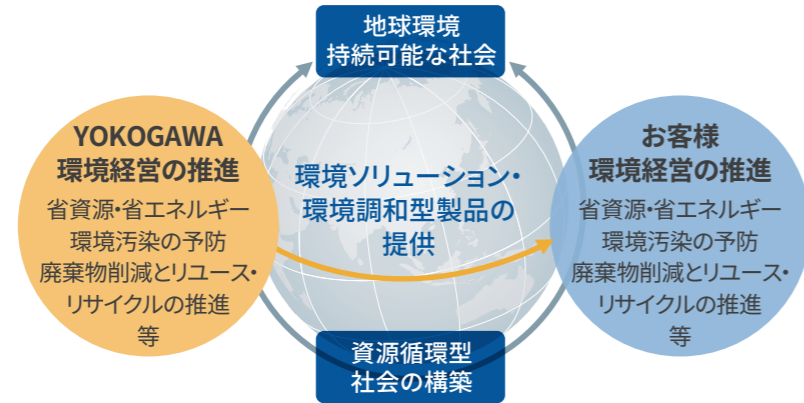 地球環境
持続可能な社会
YOKOGAWA
環境経営の推進
省資源・省エネルギー
環境汚染の予防
廃棄物削減とリユース・
リサイクルの推進
等
環境ソリューション・
環境調和型製品の
提供
お客様
環境経営の推進
省資源・省エネルギー
環境汚染の予防
廃棄物削減とリユース・
リサイクルの推進
等
資源循環型
社会の構築